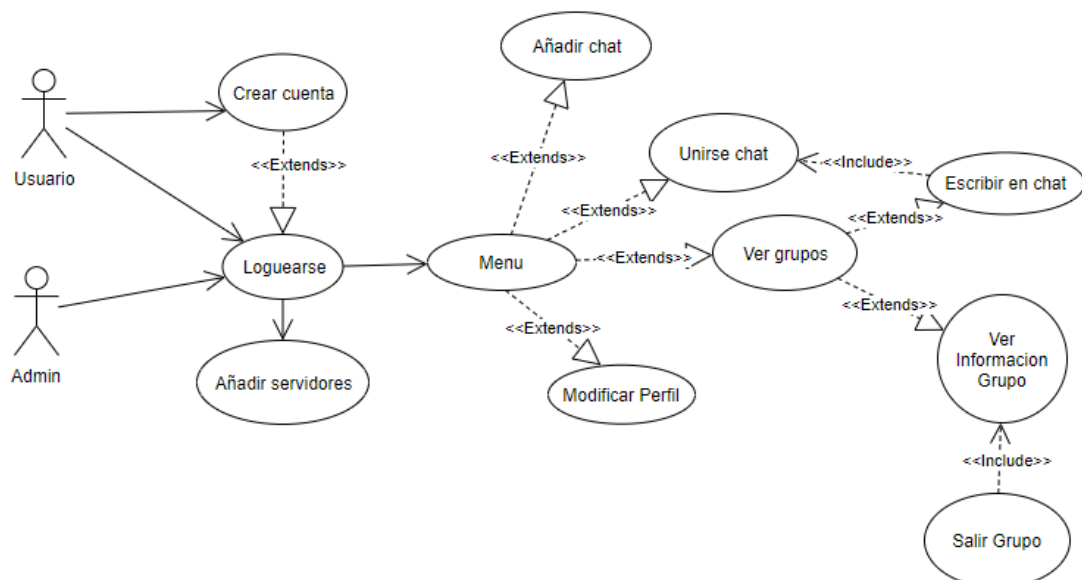 Añadir chat
Crear cuenta
Usuario
<<Extends>>
<<Extends>>
Unirse chat
<<Include>>
Escribir en chat
<<Extends>>
<<Extends>>
Loguearse
Menu
<<Extends>>
Ver grupos
Admin
<<Extends>>
<<Extends>>
Ver
Informacion
Grupo
Añadir servidores
Modificar Perfil
<<Include>>
Salir Grupo